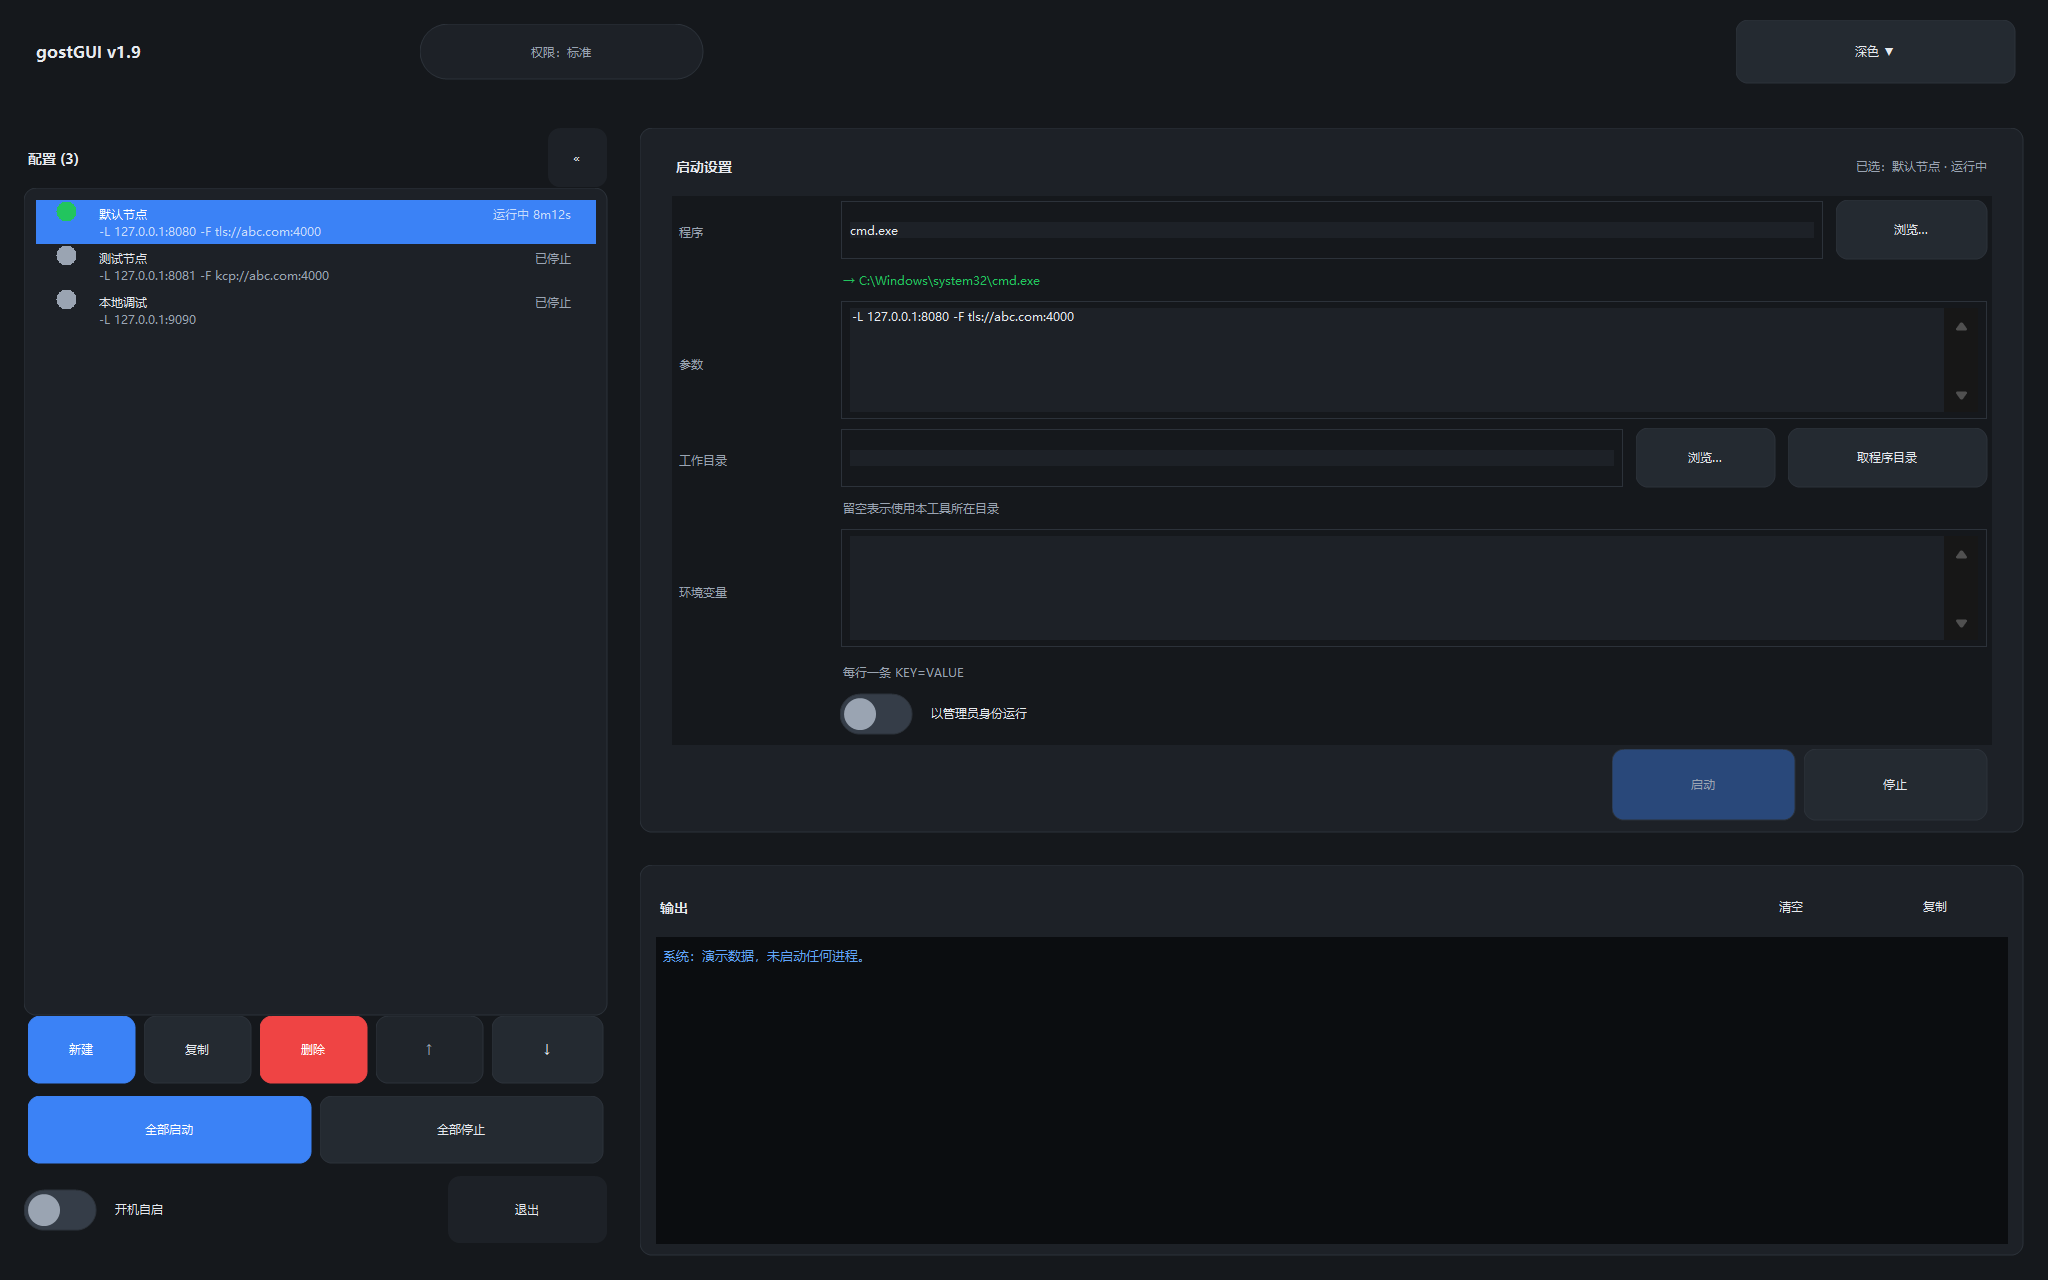 gostGUI v1.9
权限：标准
深色 ▼
配置 (3)
«
默认节点
运行中 8m12s
-L 127.0.0.1:8080 -F tls://abc.com:4000
测试节点
已停止
-L 127.0.0.1:8081 -F kcp://abc.com:4000
本地调试
已停止
-L 127.0.0.1:9090
新建
复制
删除
↑
↓
全部启动
全部停止
开机自启
退出
启动设置
已选：默认节点 · 运行中
程序
cmd.exe
浏览...
→ C:\Windows\system32\cmd.exe
参数
-L 127.0.0.1:8080 -F tls://abc.com:4000
工作目录
浏览...
取程序目录
留空表示使用本工具所在目录
环境变量
每行一条 KEY=VALUE
以管理员身份运行
启动
停止
输出
清空
复制
系统：演示数据，未启动任何进程。